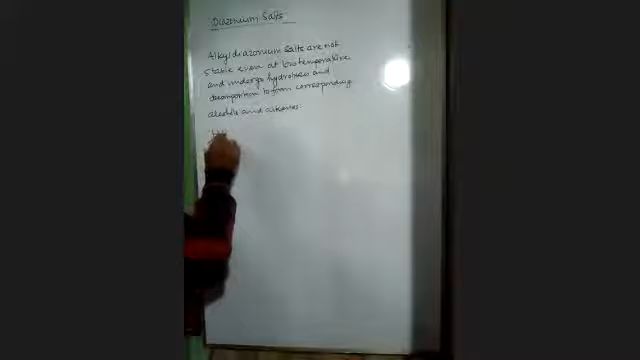 Diazonium Salts
Alkyl diazonium Salts are not
Stable even at low temperature
and undergo hydrolysis and
decomposition to from corresponding
alcohols and alkenes